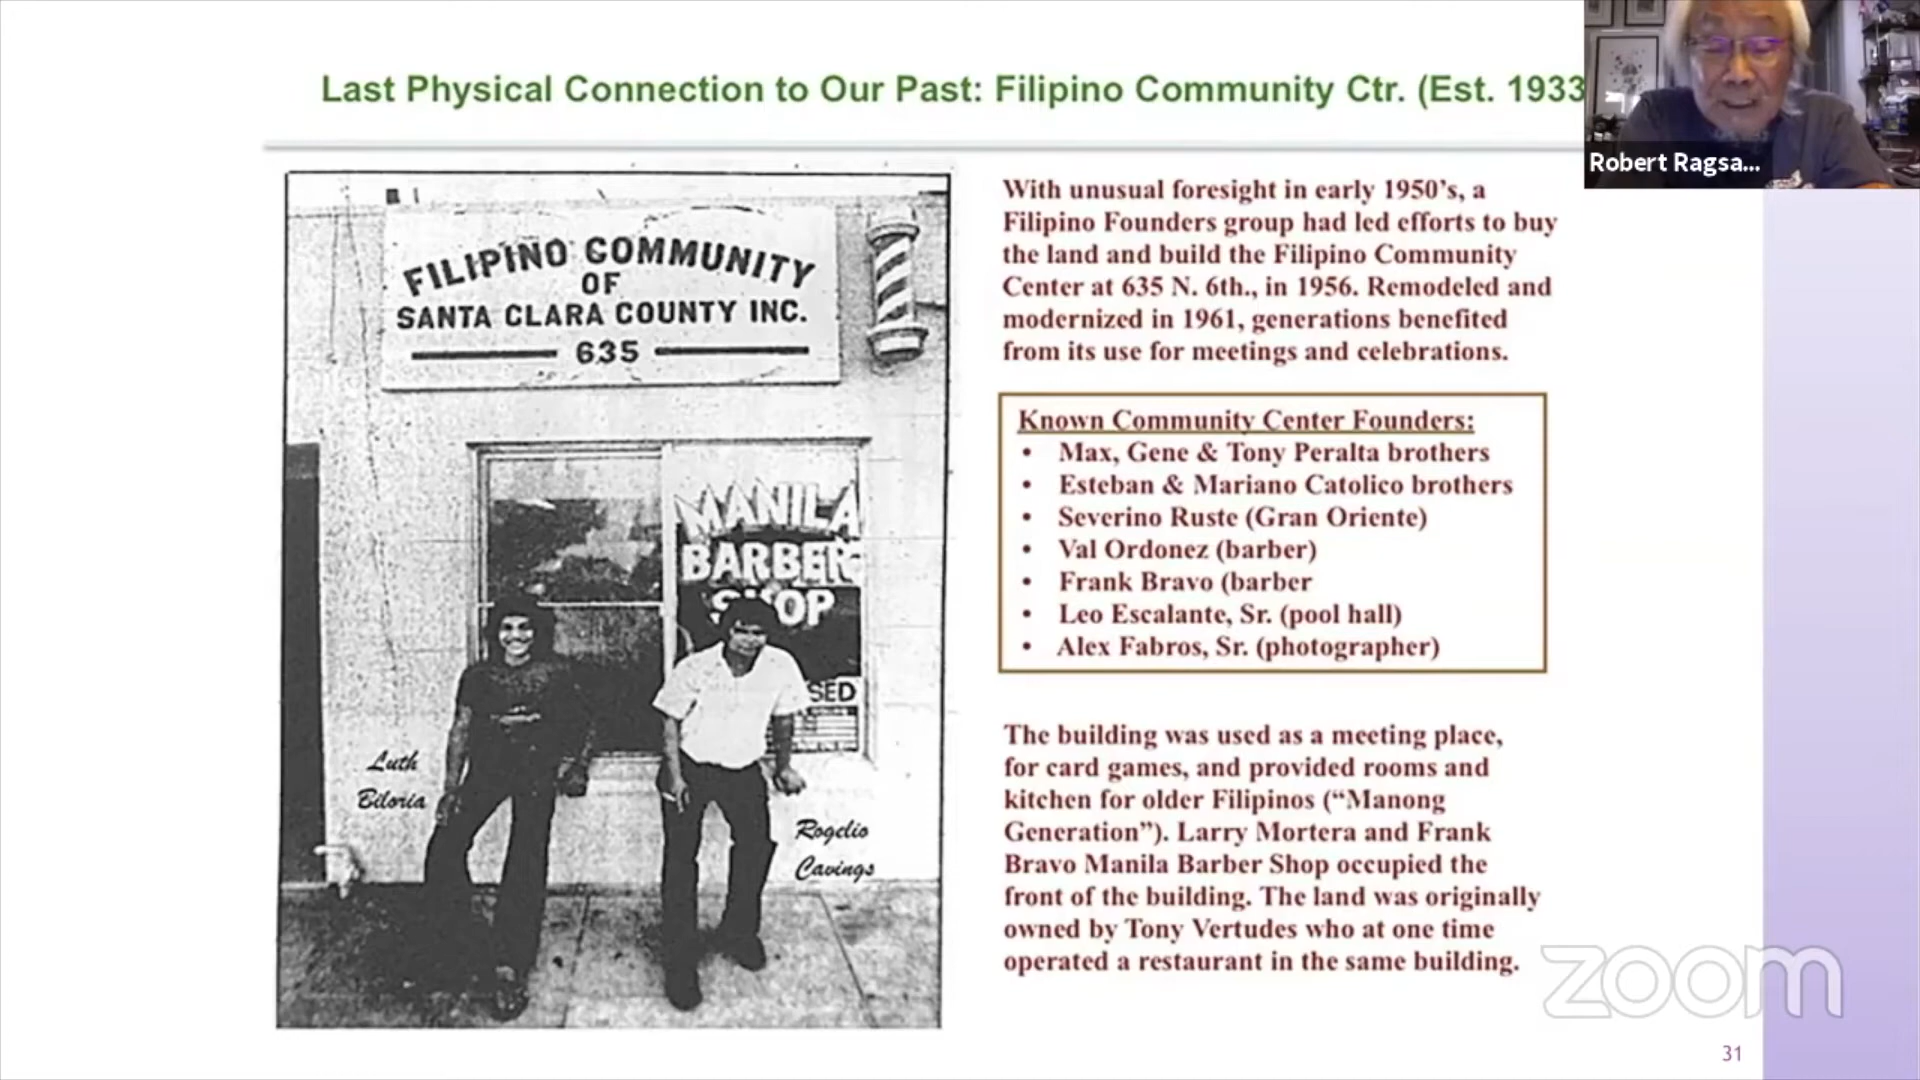 Last Physical Connection to Our Past: Filipino Community Ctr. (Est. 1933
Robert Ragsa...
FILIPINO COMMUNITY
OF
SANTA CLARA COUNTY INC.
635
MANILA
BARBER
SHOP
SED
Luth
Biloria
Rogelio
Cavings
With unusual foresight in early 1950’s, a
Filipino Founders group had led efforts to buy
the land and build the Filipino Community
Center at 635 N. 6th., in 1956. Remodeled and
modernized in 1961, generations benefited
from its use for meetings and celebrations.
Known Community Center Founders:
• Max, Gene & Tony Peralta brothers
• Esteban & Mariano Catolico brothers
• Severino Ruste (Gran Oriente)
• Val Ordonez (barber)
• Frank Bravo (barber
• Leo Escalante, Sr. (pool hall)
• Alex Fabros, Sr. (photographer)
The building was used as a meeting place,
for card games, and provided rooms and
kitchen for older Filipinos (“Manong
Generation”). Larry Mortera and Frank
Bravo Manila Barber Shop occupied the
front of the building. The land was originally
owned by Tony Vertudes who at one time
operated a restaurant in the same building.
zoom
31